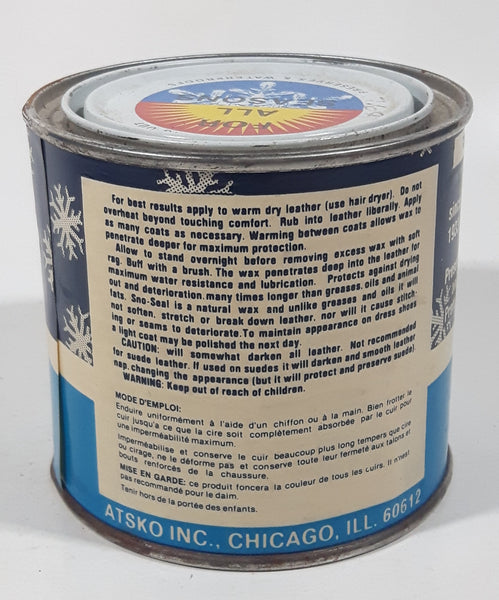 FOR
ALL
For best results apply to warm dry leather (use hair dryer). Do not
overheat beyond touching comfort. Rub into leather liberally. Apply
as many coats as necessary. Warming between coats allows wax to
penetrate deeper for maximum protection.
Allow to stand overnight before removing excess wax with soft
rag. Buff with a brush. The wax penetrates deep into the leather for
maximum water resistance and lubrication. Protects against drying
out and deterioration many times longer than greases, oils and animal
fats. Sno-Seal is a natural wax and unlike greases and oils it will
not soften, stretch or break down leather, nor will it cause stitch-
ing or seams to deteriorate. To maintain appearance on dress shoes
a light coat may be polished the next day.
CAUTION: will somewhat darken all leather. Not recommended
for suede leather. If used on suedes it will darken and smooth leather
nap, changing the appearance (but it will protect and preserve suede).
WARNING: Keep out of reach of children.
MODE D'EMPLOI:
Enduire uniformément à l'aide d'un chiffon ou à la main. Bien frotter le
cuir jusqu'a ce que la cire soit complètement absorbée par le cuir pour
une imperméabilité maximum.
Imperméabilise et conserve le cuir beaucoup plus long tempers que cire
ou cirage, ne le déforme pas et conserve toute leur fermeté aux talons et
bouts renforcés de la chaussure.
MISE EN GARDE: ce produit foncera la couleur de tous les cuirs. Il n'est
pas recommandé pour le daim.
Tenir hors de la portée des enfants.
ATSKO INC., CHICAGO, ILL. 60612